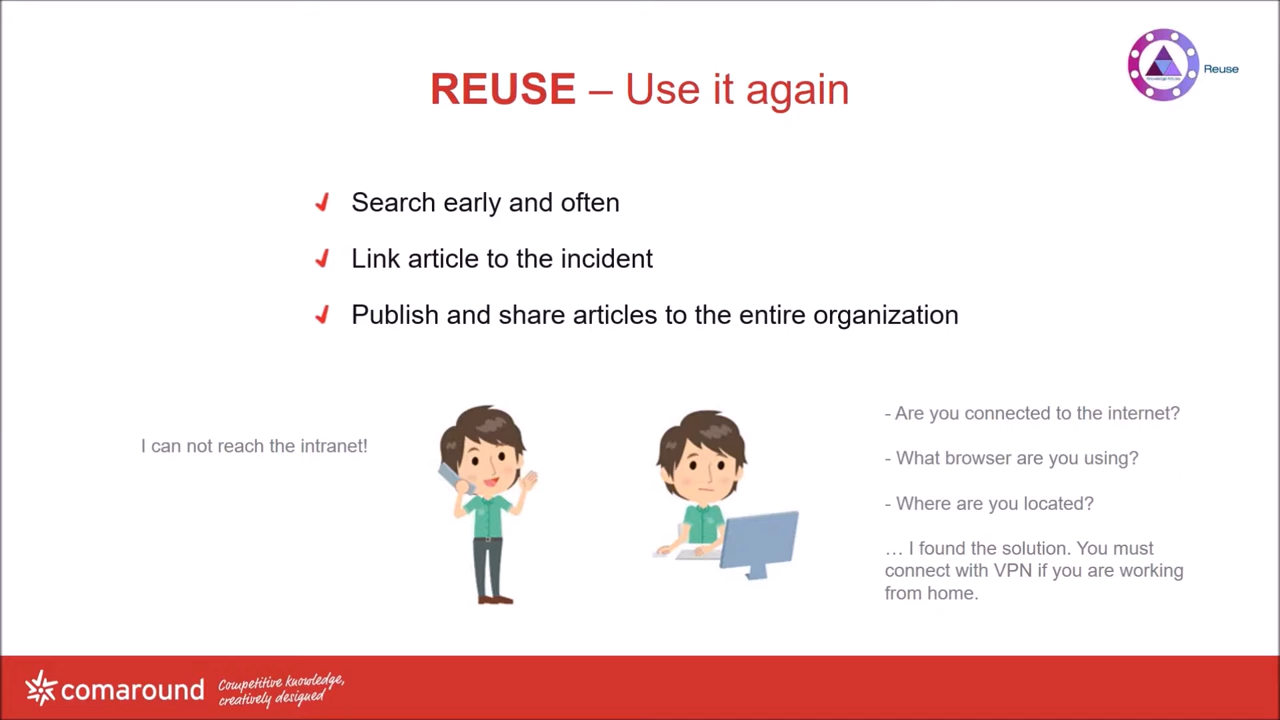 REUSE – Use it again
Reuse
Search early and often
Link article to the incident
Publish and share articles to the entire organization
I can not reach the intranet!
- Are you connected to the internet?
- What browser are you using?
- Where are you located?
… I found the solution. You must
connect with VPN if you are working
from home.
comaround
Competitive knowledge,
creatively designed